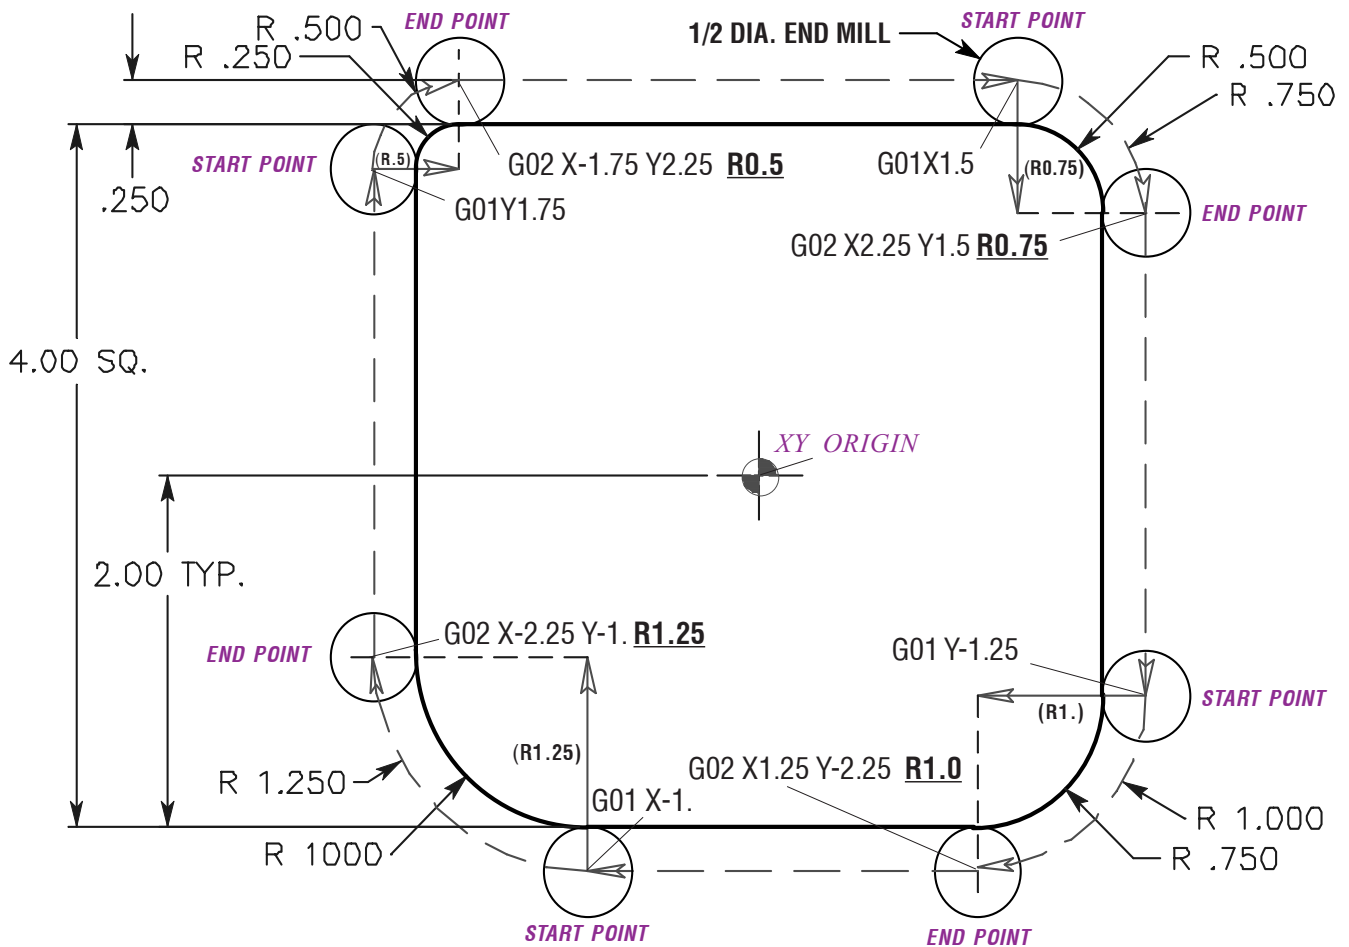 END POINT
START POINT
R .500
1/2 DIA. END MILL
R .250
R .500
R .750
START POINT
(R.5)
G02 X-1.75 Y2.25 R0.5
G01X1.5
(R0.75)
.250
G01Y1.75
END POINT
G02 X2.25 Y1.5 R0.75
4.00 SQ.
XY ORIGIN
2.00 TYP.
G02 X-2.25 Y-1. R1.25
G01 Y-1.25
END POINT
START POINT
(R1.)
(R1.25)
G02 X1.25 Y-2.25 R1.0
R 1.250
G01 X-1.
R 1.000
R 1000
R .750
START POINT
END POINT